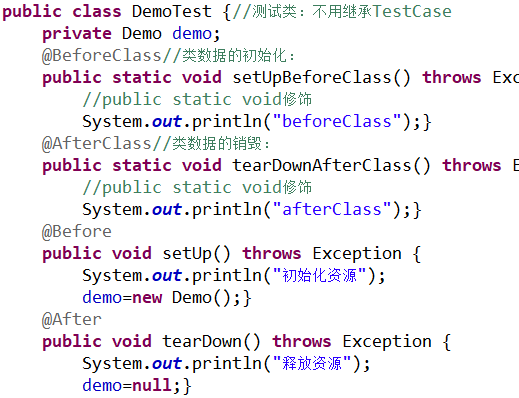 public class DemoTest {//测试类: 不用继承TestCase
private Demo demo;
@BeforeClass//类数据的初始化:
public static void setUpBeforeClass() throws Exc
//public static void修饰
System.out.println("beforeClass");}
@AfterClass//类数据的销毁:
public static void tearDownAfterClass() throws E
//public static void修饰
System.out.println("afterClass");}
@Before
public void setUp() throws Exception {
System.out.println("初始化资源");
demo=new Demo();}
@After
public void tearDown() throws Exception {
System.out.println("释放资源");
demo=null;}